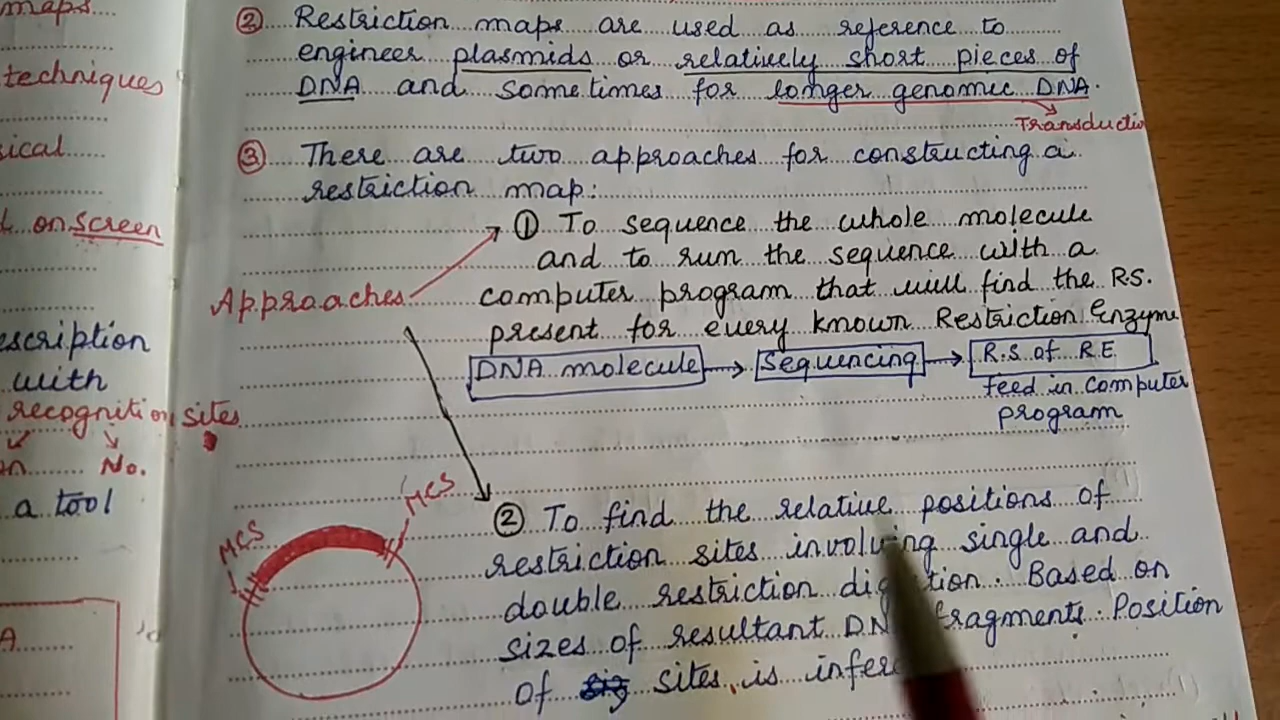 maps
techniques
sical
on screen
escription
with
recognition sites
No.
a tool
A
② Restriction maps are used as reference to
engineer plasmids or relatively short pieces of
DNA and sometimes for longer genomic DNA.
Transductio
③ There are two approaches for constructing a
restriction map:
Approaches
① To sequence the whole molecule
and to run the sequence with a
computer program that will find the R.S.
present for every known Restriction Enzyme
DNA molecule → Sequencing → R.S. of R.E
feed in computer
program
MCS
MCS
② To find the relative positions of
restriction sites involving single and
double restriction digestion. Based on
sizes of resultant DNA fragments. Position
of sites is infer